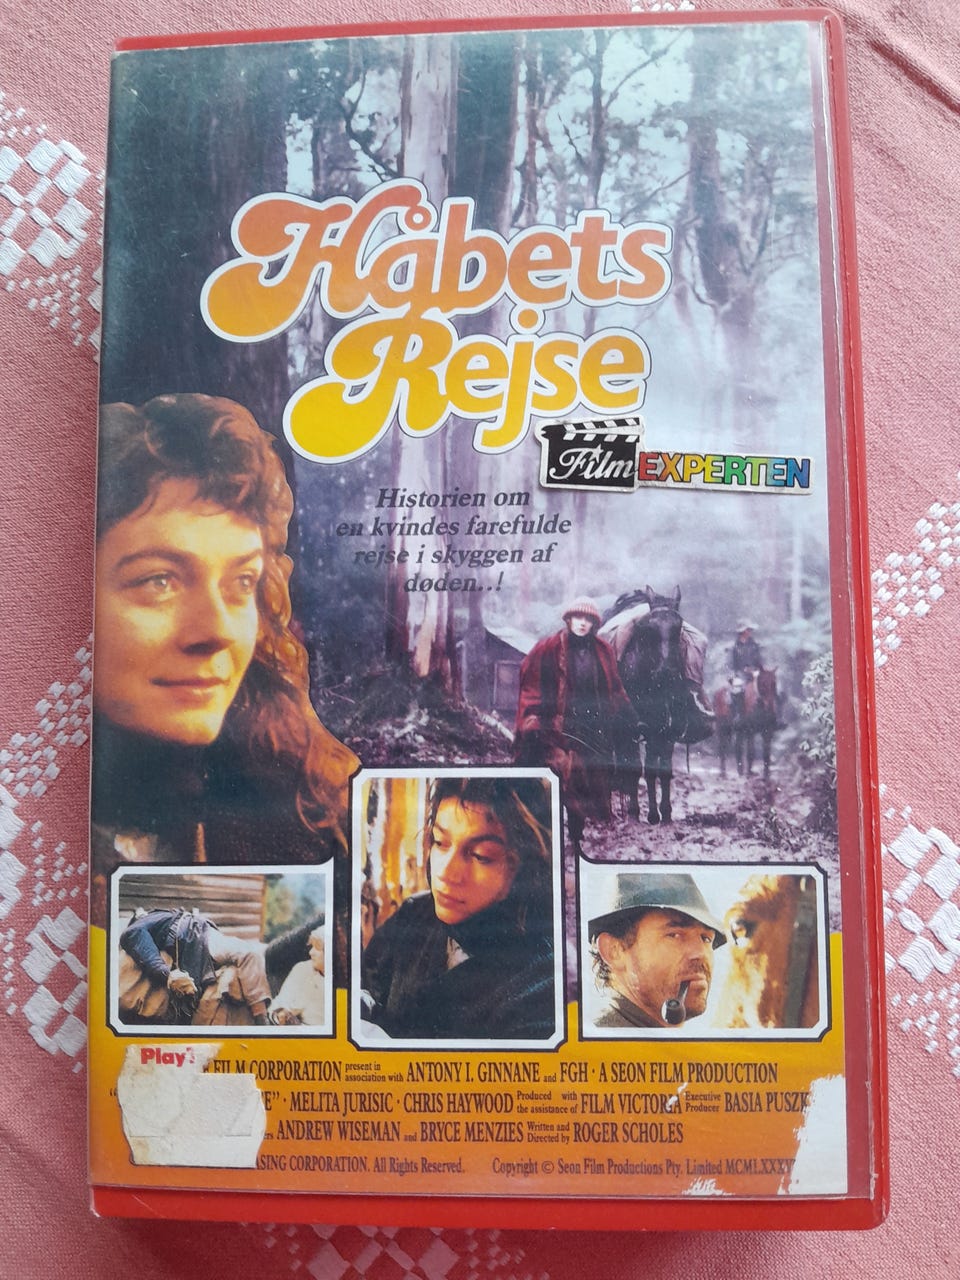 Håbets
Rejse
Film EXPERTEN
Historien om
en kvindes farefulde
rejse i skyggen af
døden..!
Play
FILM CORPORATION present in association with ANTONY I. GINNANE and FGH · A SEON FILM PRODUCTION
" · MELITA JURISIC · CHRIS HAYWOOD Produced with the assistance of FILM VICTORIA Executive Producer BASIA PUSZK
ANDREW WISEMAN and BRYCE MENZIES Written and Directed by ROGER SCHOLES
ASING CORPORATION. All Rights Reserved. Copyright © Seon Film Productions Pty. Limited MCMLXXXV